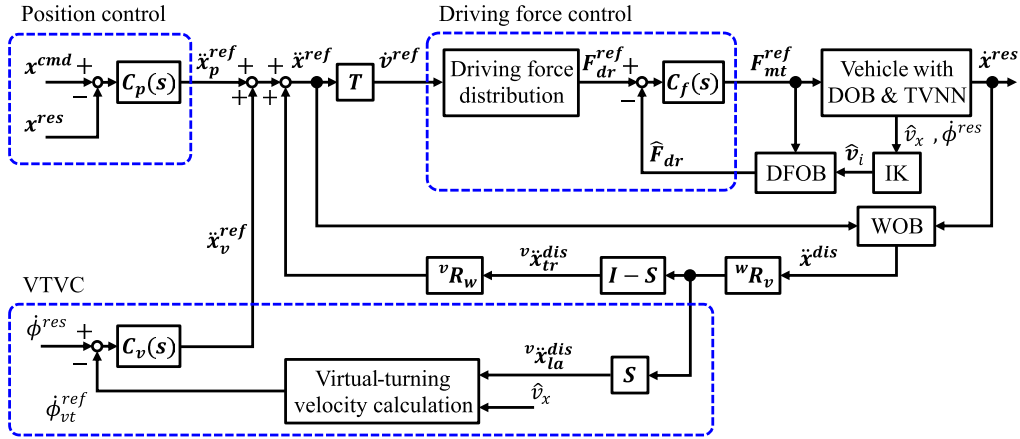 Position control
Driving force control
x^cmd + − C_p(s) ẍ_p^ref + + ẍ^ref + + T v̇^ref Driving force distribution F_dr^ref + − C_f(s) F_mt^ref Vehicle with DOB & TVNN ẋ^res
x^res
F̂_dr DFOB v̂_i IK v̂_x , ϕ̇^res
WOB
ẍ_v^ref
^vR_w ^vẍ_tr^dis I − S ^wR_v ẍ^dis
VTVC
ϕ̇^res + − C_v(s)
Virtual-turning velocity calculation ^vẍ_la^dis S
v̂_x
ϕ̇_vt^ref